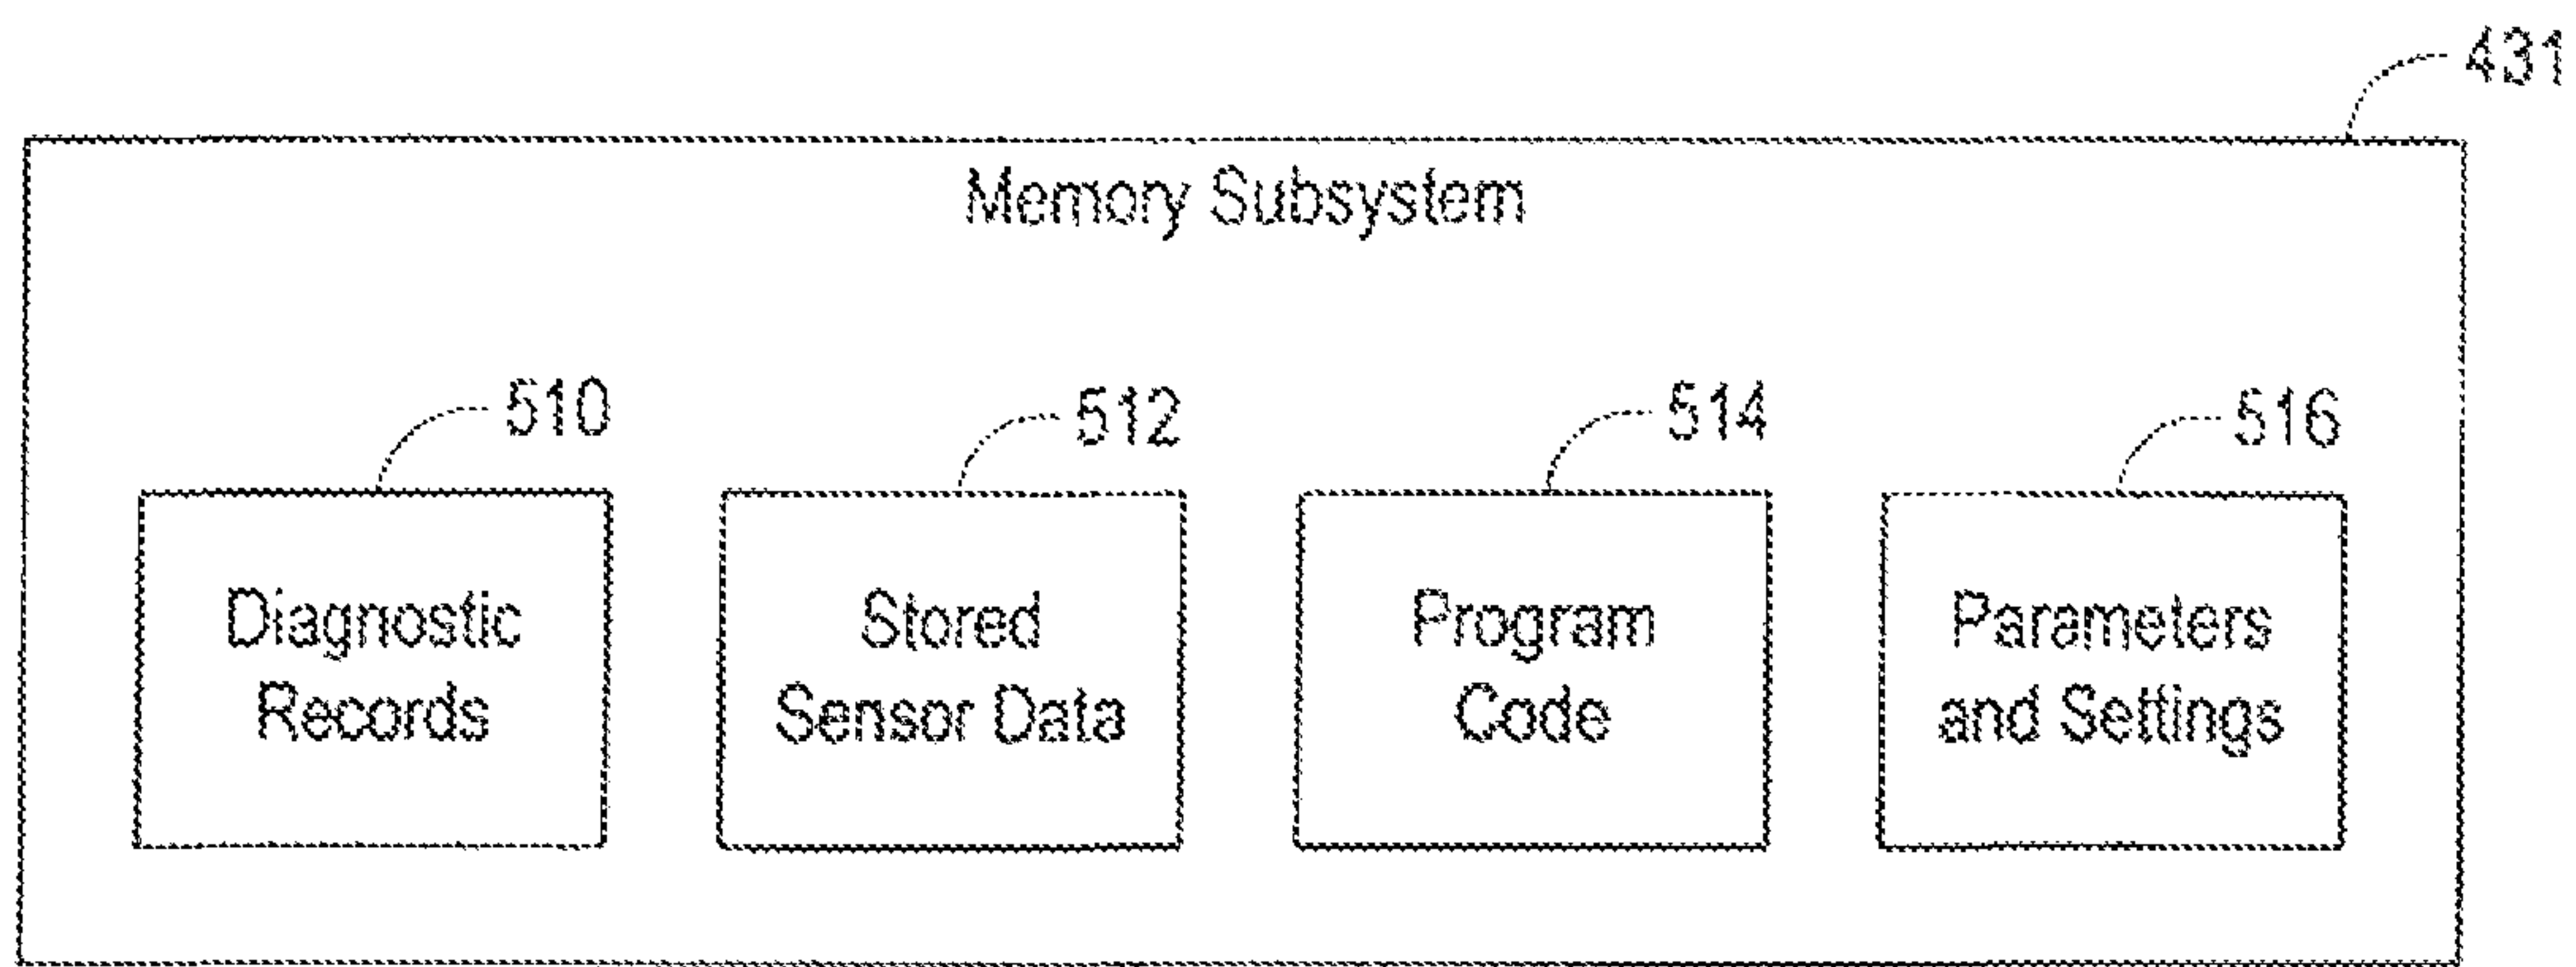 431
Memory Subsystem
510
512
514
516
Diagnostic
Records
Stored
Sensor Data
Program
Code
Parameters
and Settings